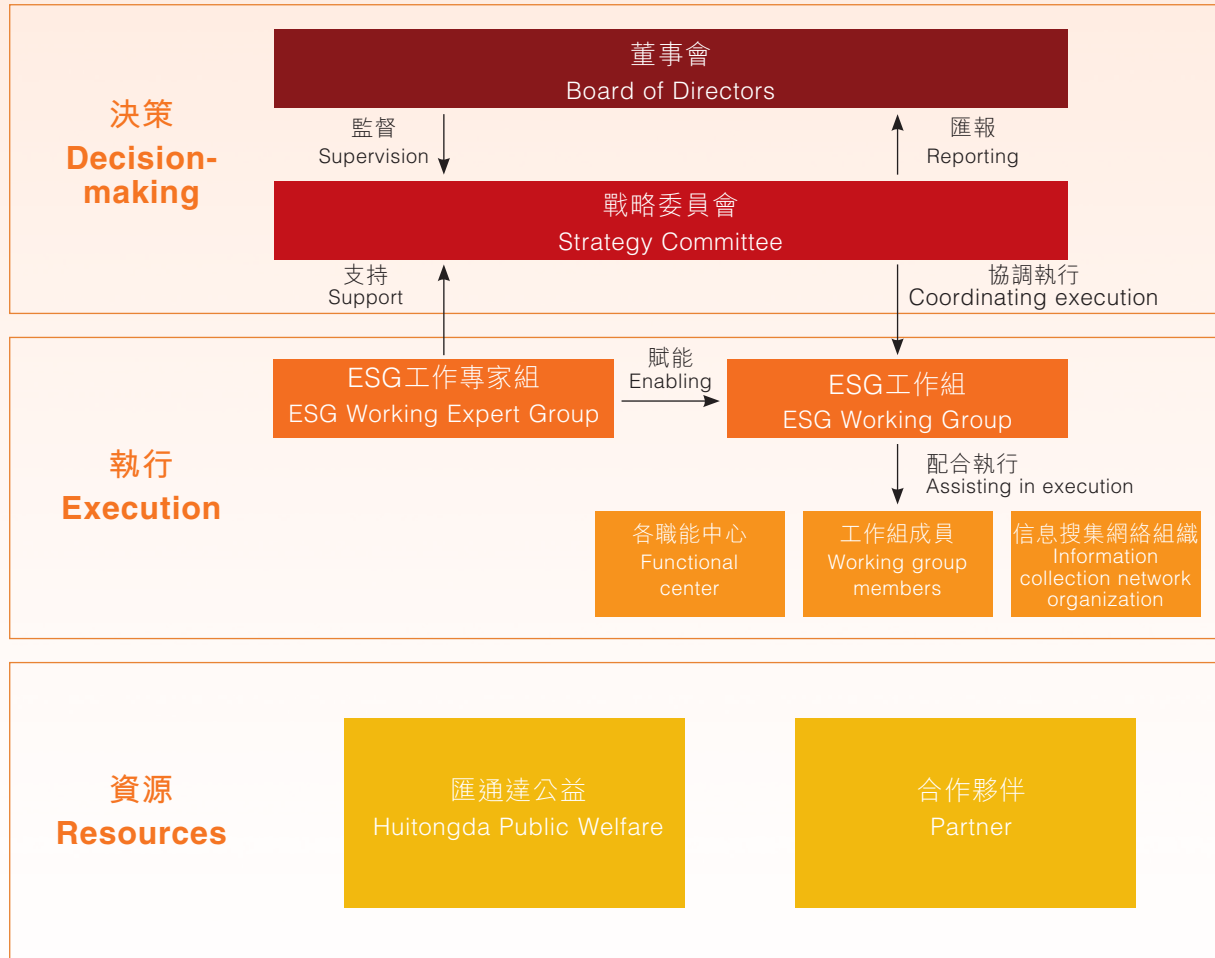 董事會
Board of Directors
決策
Decision-
making
監督
Supervision
匯報
Reporting
戰略委員會
Strategy Committee
支持
Support
協調執行
Coordinating execution
執行
Execution
ESG工作專家組
ESG Working Expert Group
賦能
Enabling
ESG工作組
ESG Working Group
配合執行
Assisting in execution
各職能中心
Functional
center
工作組成員
Working group
members
信息搜集網絡組織
Information
collection network
organization
資源
Resources
匯通達公益
Huitongda Public Welfare
合作夥伴
Partner